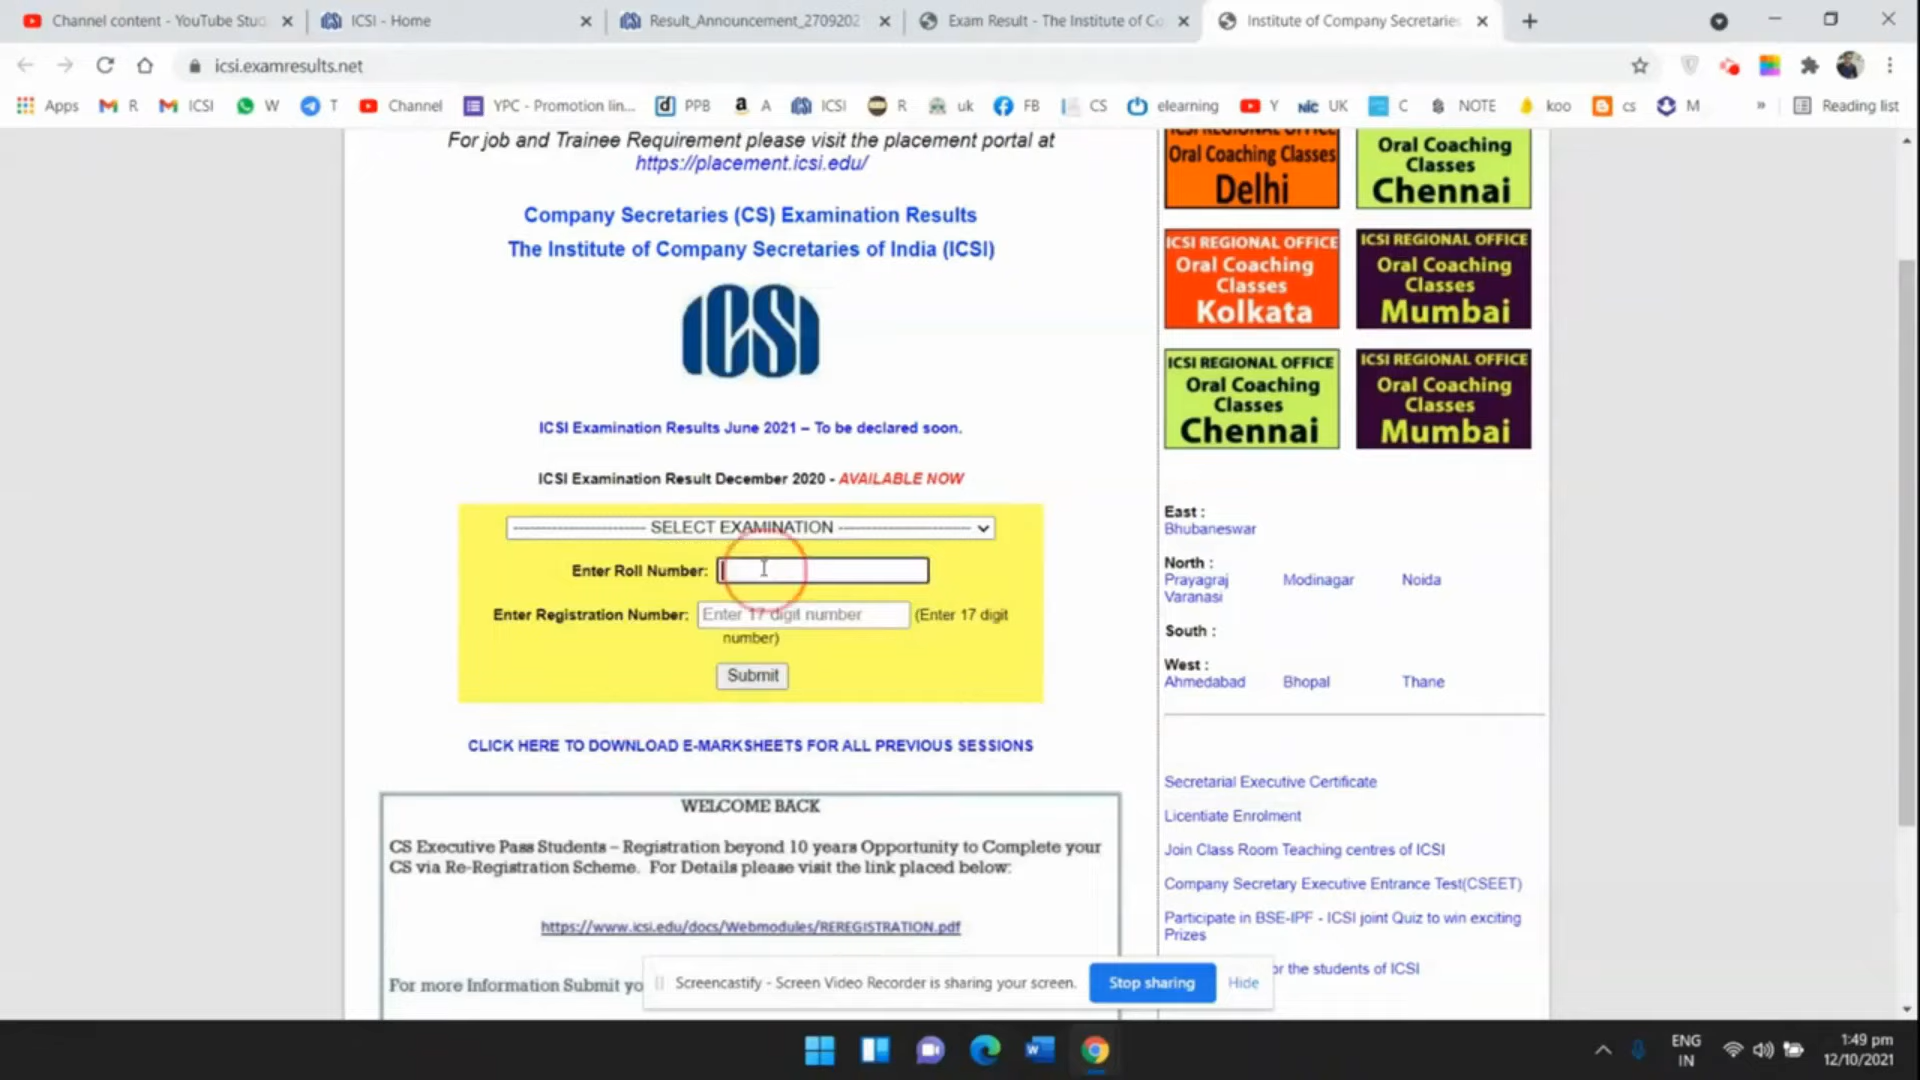 Channel content - YouTube Stud
ICSI - Home
Result_Announcement_2709202
Exam Result - The Institute of Co
Institute of Company Secretaries
icsi.examresults.net
Apps
R
ICSI
W
T
Channel
YPC - Promotion lin...
PPB
A
ICSI
R
uk
FB
CS
elearning
Y
UK
C
NOTE
koo
cs
M
»
Reading list
For job and Trainee Requirement please visit the placement portal at
https://placement.icsi.edu/
Company Secretaries (CS) Examination Results
The Institute of Company Secretaries of India (ICSI)
ICSI
ICSI Examination Results June 2021 – To be declared soon.
ICSI Examination Result December 2020 - AVAILABLE NOW
---------------------- SELECT EXAMINATION ----------------------
Enter Roll Number:
Enter Registration Number: Enter 17 digit number (Enter 17 digit
number)
Submit
CLICK HERE TO DOWNLOAD E-MARKSHEETS FOR ALL PREVIOUS SESSIONS
WELCOME BACK
CS Executive Pass Students – Registration beyond 10 years Opportunity to Complete your
CS via Re-Registration Scheme. For Details please visit the link placed below:
https://www.icsi.edu/docs/Webmodules/REREGISTRATION.pdf
For more Information Submit yo
ICSI REGIONAL OFFICE
Oral Coaching Classes
Delhi
Oral Coaching
Classes
Chennai
ICSI REGIONAL OFFICE
Oral Coaching
Classes
Kolkata
ICSI REGIONAL OFFICE
Oral Coaching
Classes
Mumbai
ICSI REGIONAL OFFICE
Oral Coaching
Classes
Chennai
ICSI REGIONAL OFFICE
Oral Coaching
Classes
Mumbai
East :
Bhubaneswar
North :
Prayagraj Modinagar Noida
Varanasi
South :
West :
Ahmedabad Bhopal Thane
Secretarial Executive Certificate
Licentiate Enrolment
Join Class Room Teaching centres of ICSI
Company Secretary Executive Entrance Test(CSEET)
Participate in BSE-IPF - ICSI joint Quiz to win exciting
Prizes
or the students of ICSI
Screencastify - Screen Video Recorder is sharing your screen.
Stop sharing
Hide
ENG
IN
1:49 pm
12/10/2021